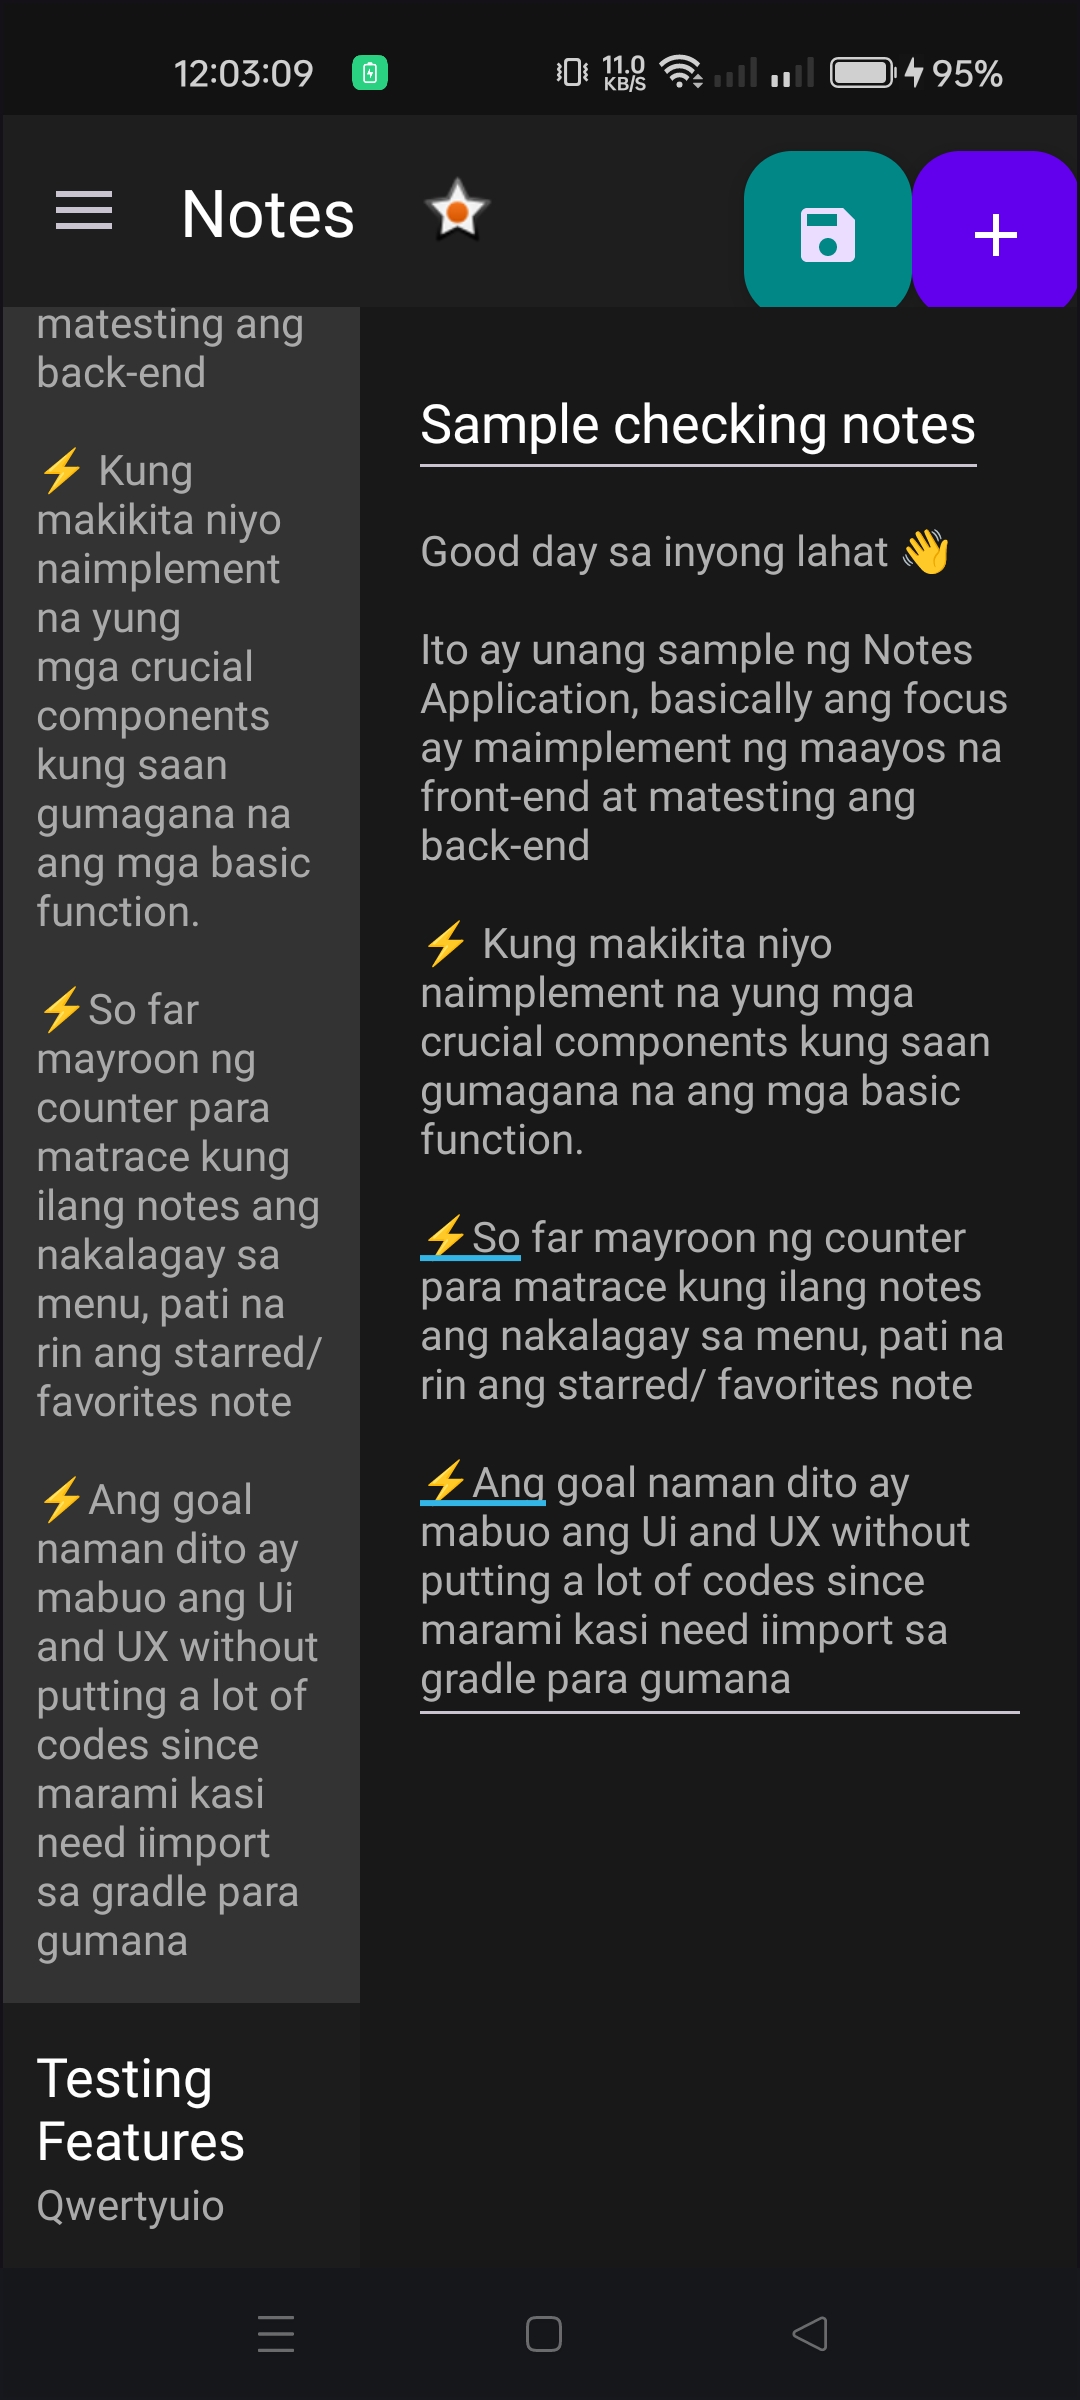 12:03:09
11.0
KB/S
95%
Notes
matesting ang
back-end
⚡ Kung
makikita niyo
naimplement
na yung
mga crucial
components
kung saan
gumagana na
ang mga basic
function.
⚡So far
mayroon ng
counter para
matrace kung
ilang notes ang
nakalagay sa
menu, pati na
rin ang starred/
favorites note
⚡Ang goal
naman dito ay
mabuo ang Ui
and UX without
putting a lot of
codes since
marami kasi
need iimport
sa gradle para
gumana
Testing
Features
Qwertyuio
Sample checking notes
Good day sa inyong lahat 👋
Ito ay unang sample ng Notes
Application, basically ang focus
ay maimplement ng maayos na
front-end at matesting ang
back-end
⚡ Kung makikita niyo
naimplement na yung mga
crucial components kung saan
gumagana na ang mga basic
function.
⚡So far mayroon ng counter
para matrace kung ilang notes
ang nakalagay sa menu, pati na
rin ang starred/ favorites note
⚡Ang goal naman dito ay
mabuo ang Ui and UX without
putting a lot of codes since
marami kasi need iimport sa
gradle para gumana